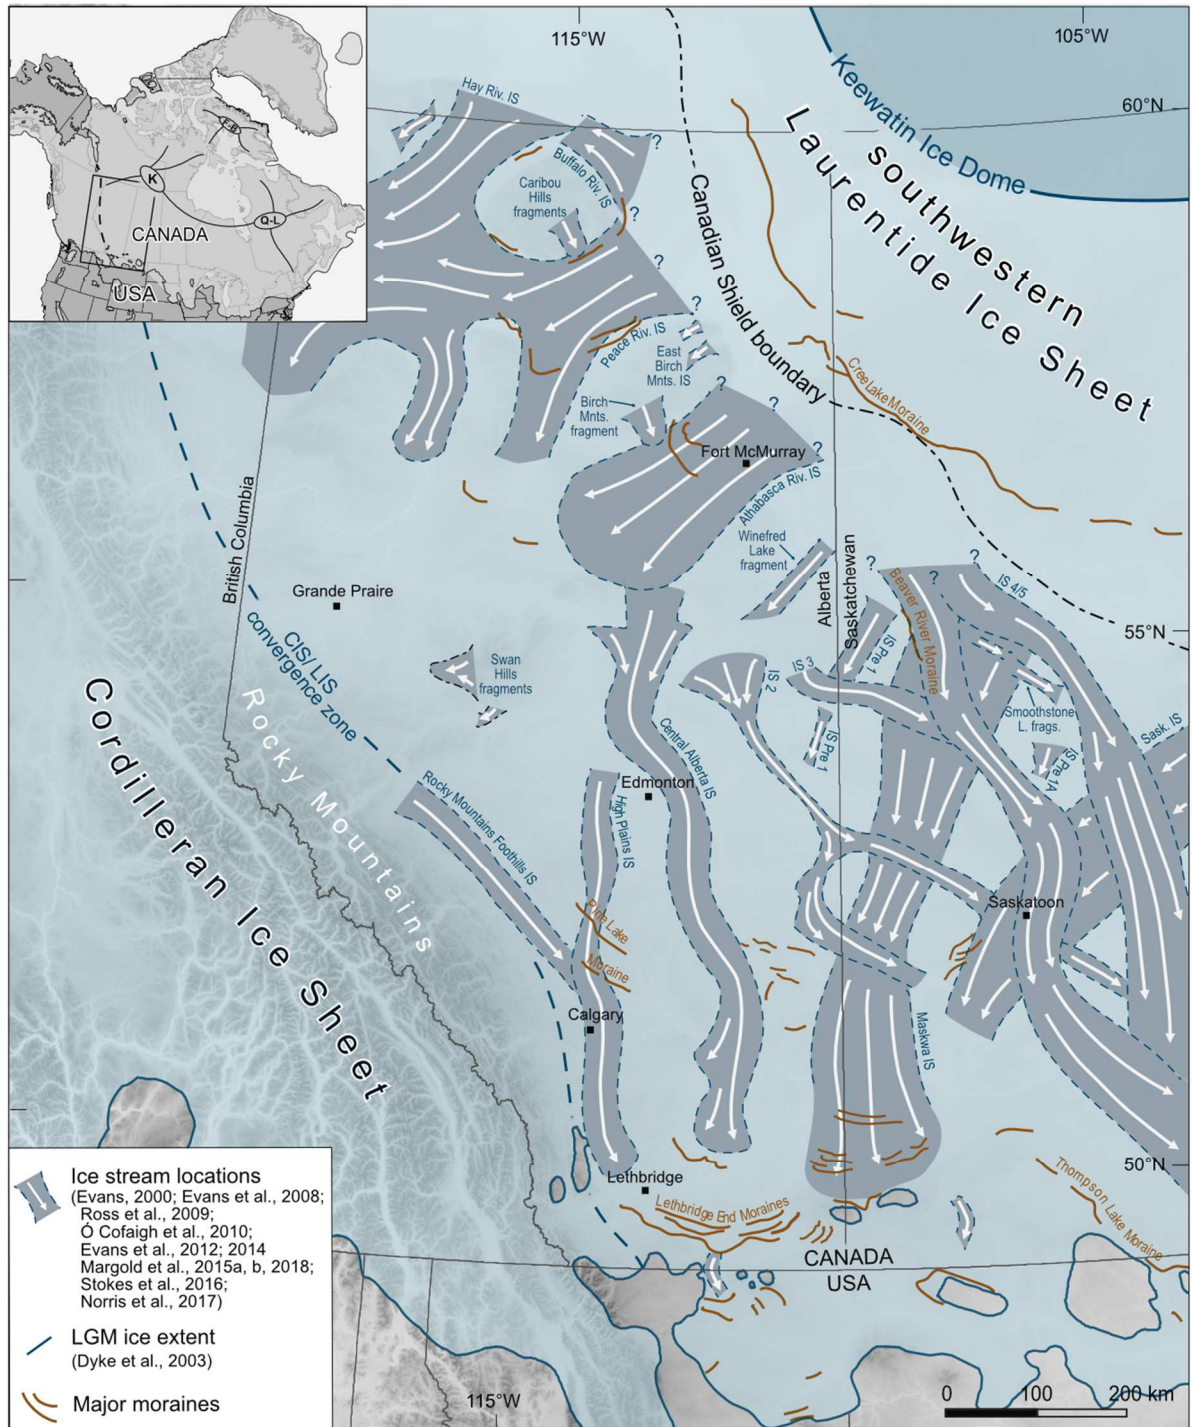 115°W
105°W
60°N
Keewatin Ice Dome
southwestern
Laurentide Ice Sheet
Canadian Shield boundary
F-B
K
Q-L
CANADA
USA
Hay Riv. IS
?
Buffalo Riv. IS
Caribou
Hills
fragments
?
?
?
Peace Riv. IS
East
Birch
Mnts. IS
?
?
Cree Lake Moraine
Birch
Mnts.
fragment
Fort McMurray
?
Athabasca Riv. IS
Winefred
Lake
fragment
British Columbia
Alberta
Saskatchewan
?
?
?
IS 4/5
Beaver River Moraine
Grande Praire
55°N
CIS/LIS
convergence zone
Swan
Hills
fragments
IS 2
IS 3
IS Pre 1
IS Pre 1
Smoothstone
L. frags.
IS Pre 1A
Sask. IS
Cordilleran Ice Sheet
Rocky Mountains
Rocky Mountains Foothills IS
Central Alberta IS
Edmonton
High Plains IS
Pine Lake
Moraine
Saskatoon
Calgary
Maskwa IS
50°N
Lethbridge
Lethbridge End Moraines
Thompson Lake Moraine
CANADA
USA
Ice stream locations
(Evans, 2000; Evans et al., 2008;
Ross et al., 2009;
Ó Cofaigh et al., 2010;
Evans et al., 2012; 2014
Margold et al., 2015a, b, 2018;
Stokes et al., 2016;
Norris et al., 2017)
LGM ice extent
(Dyke et al., 2003)
Major moraines
115°W
0 100 200 km